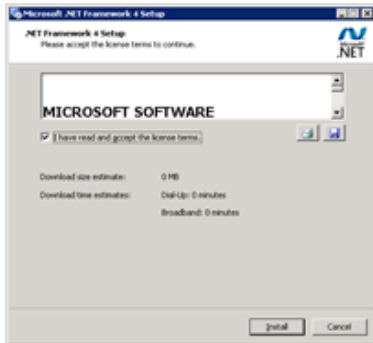 Microsoft .NET Framework 4 Setup
.NET Framework 4 Setup
Please accept the license terms to continue.
Microsoft
.NET
MICROSOFT SOFTWARE
I have read and accept the license terms.
Download size estimate: 0 MB
Download time estimates: Dial-Up: 0 minutes
Broadband: 0 minutes
Install Cancel